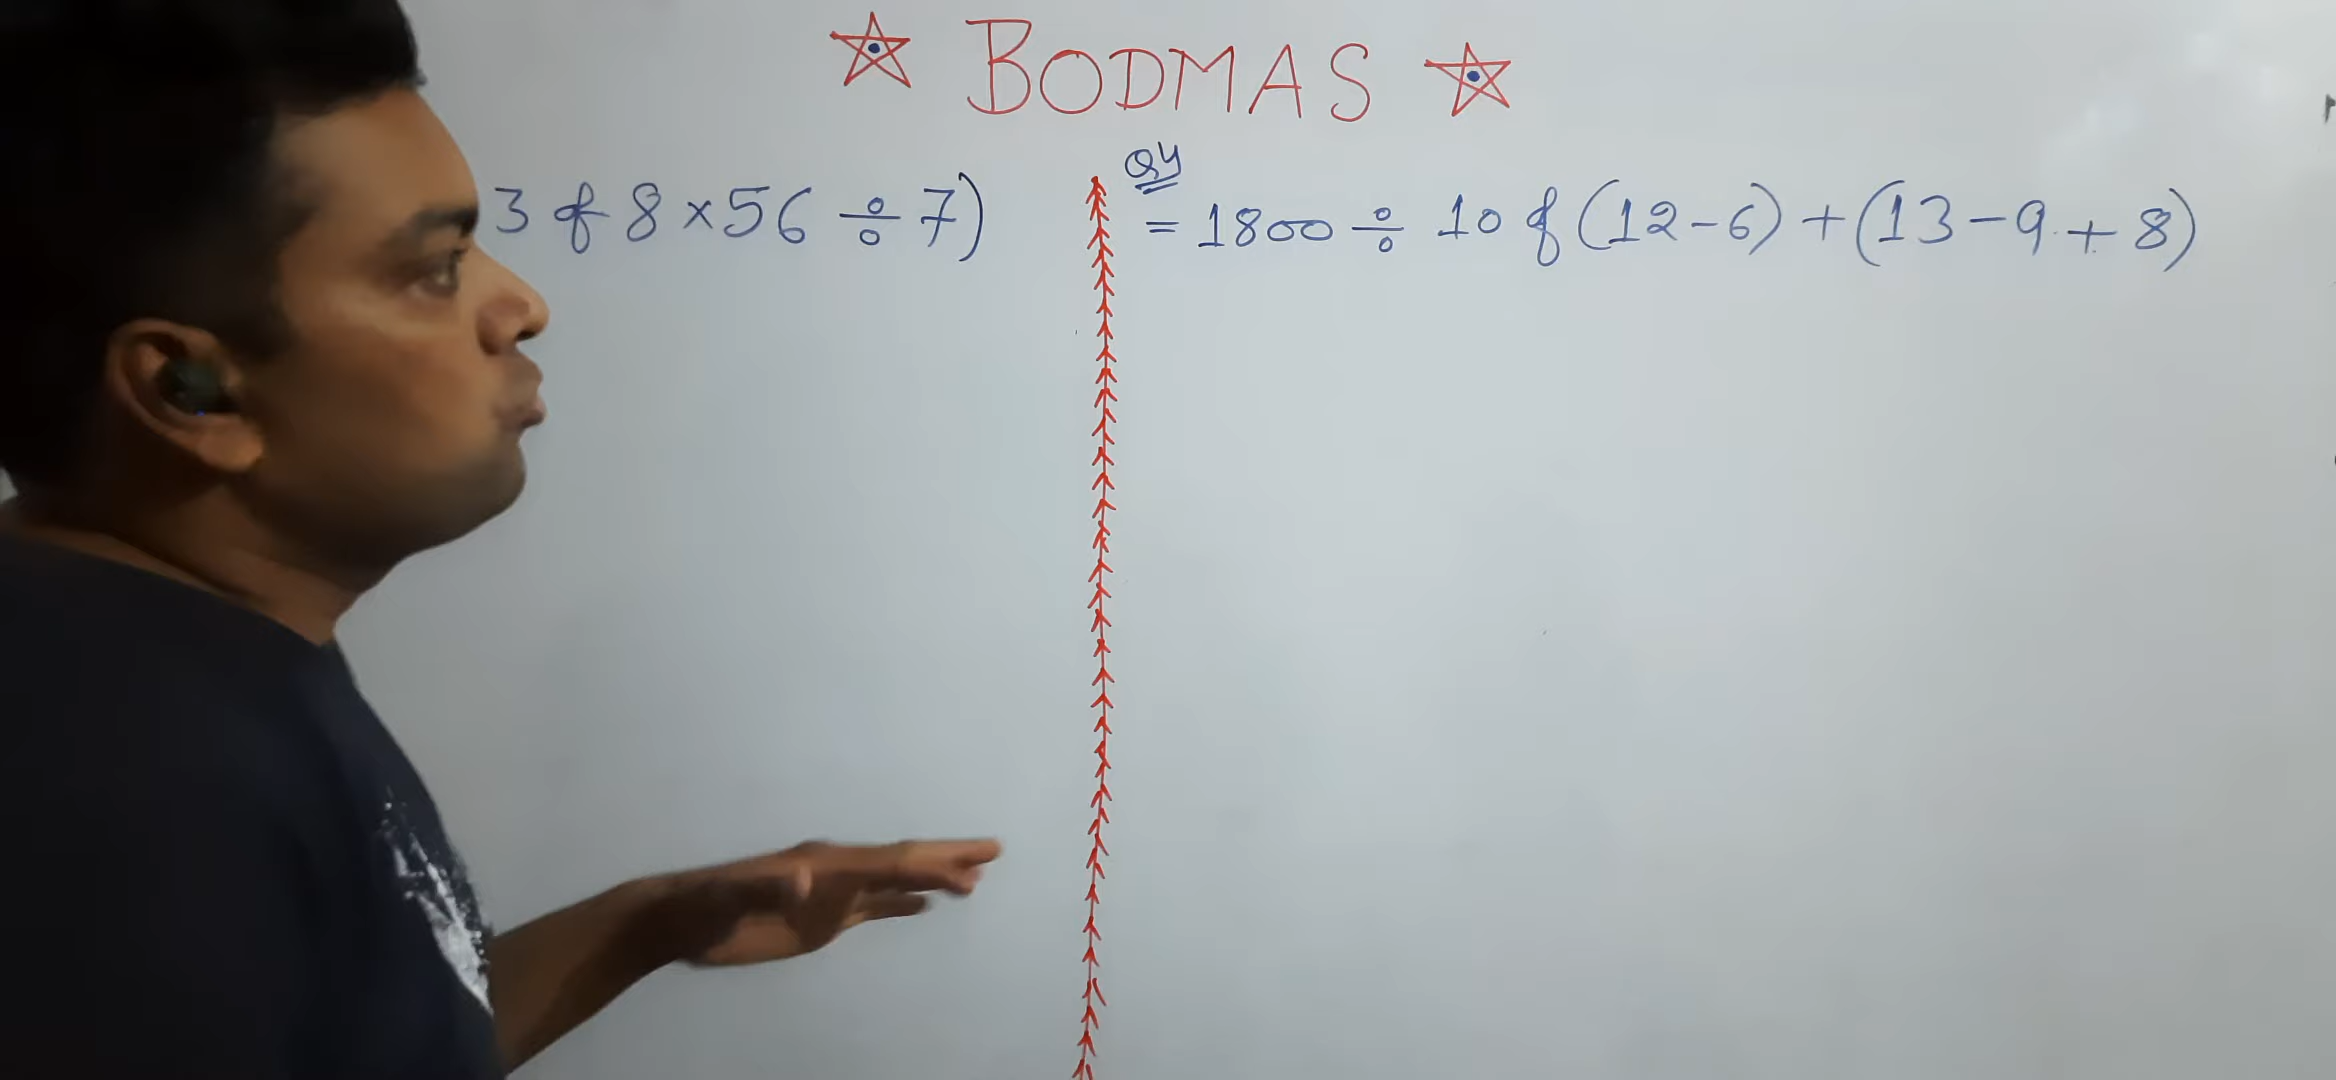 BODMAS
3 of 8 × 56 ÷ 7)
Q4
= 1800 ÷ 10 of (12 - 6) + (13 - 9 + 8)